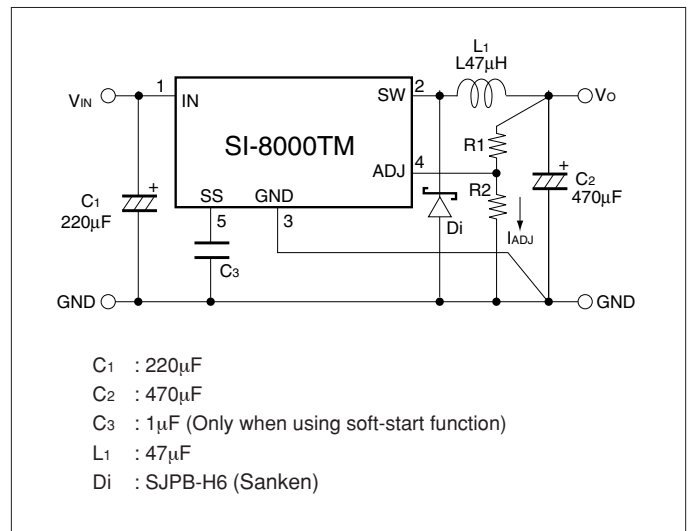 L1
L47μH
1
2
VIN
IN
SW
VO
R1
SI-8000TM
ADJ
4
C1
220μF
+
SS
GND
R2
+
C2
470μF
5
3
Di
IADJ
C3
GND
GND
C1 : 220μF
C2 : 470μF
C3 : 1μF (Only when using soft-start function)
L1 : 47μF
Di : SJPB-H6 (Sanken)